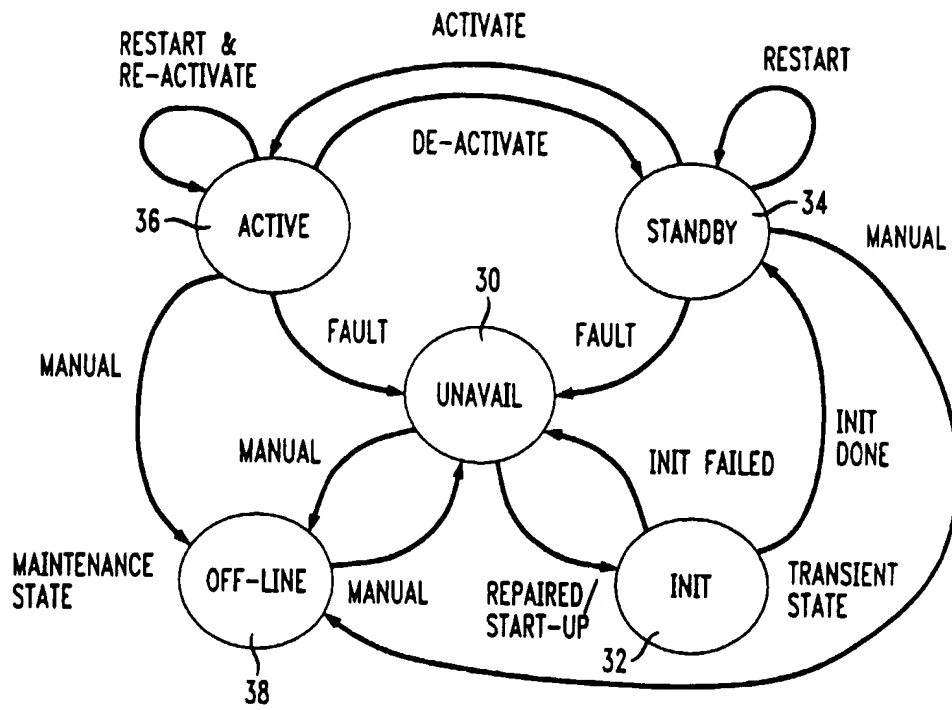 ACTIVATE
RESTART &
RE-ACTIVATE
RESTART
DE-ACTIVATE
36
ACTIVE
STANDBY
34
MANUAL
30
FAULT
FAULT
MANUAL
UNAVAIL
INIT
DONE
MANUAL
INIT FAILED
MAINTENANCE
STATE
OFF-LINE
MANUAL
REPAIRED/
START-UP
INIT
TRANSIENT
STATE
32
38